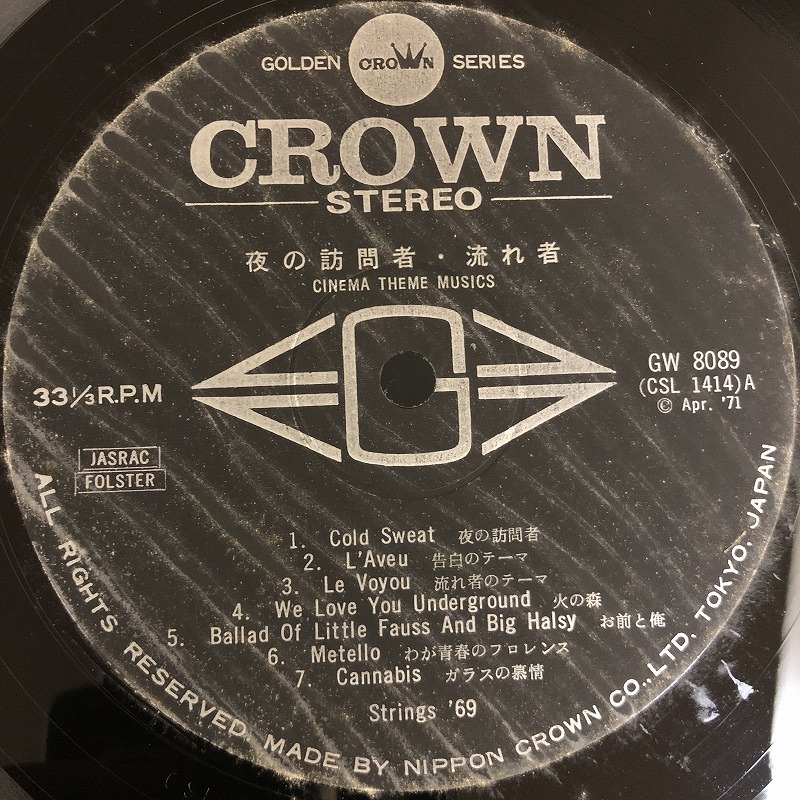 GOLDEN CROWN SERIES
CROWN
STEREO
夜の訪問者・流れ者
CINEMA THEME MUSICS
G
33 1/3 R.P.M
GW 8089
(CSL 1414) A
© Apr. '71
JASRAC
FOLSTER
1. Cold Sweat 夜の訪問者
2. L'Aveu 告白のテーマ
3. Le Voyou 流れ者のテーマ
4. We Love You Underground 火の森
5. Ballad Of Little Fauss And Big Halsy お前と俺
6. Metello わが青春のフロレンス
7. Cannabis ガラスの慕情
Strings '69
ALL RIGHTS RESERVED. MADE BY NIPPON CROWN CO., LTD. TOKYO, JAPAN